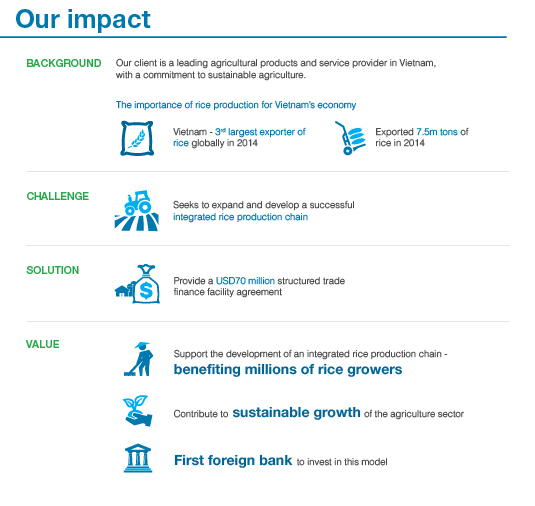 Our impact
BACKGROUND
Our client is a leading agricultural products and service provider in Vietnam,
with a commitment to sustainable agriculture.
The importance of rice production for Vietnam's economy
Vietnam - 3rd largest exporter of
rice globally in 2014
Exported 7.5m tons of
rice in 2014
CHALLENGE
Seeks to expand and develop a successful
integrated rice production chain
SOLUTION
$
Provide a USD70 million structured trade
finance facility agreement
VALUE
Support the development of an integrated rice production chain -
benefiting millions of rice growers
Contribute to sustainable growth of the agriculture sector
First foreign bank to invest in this model